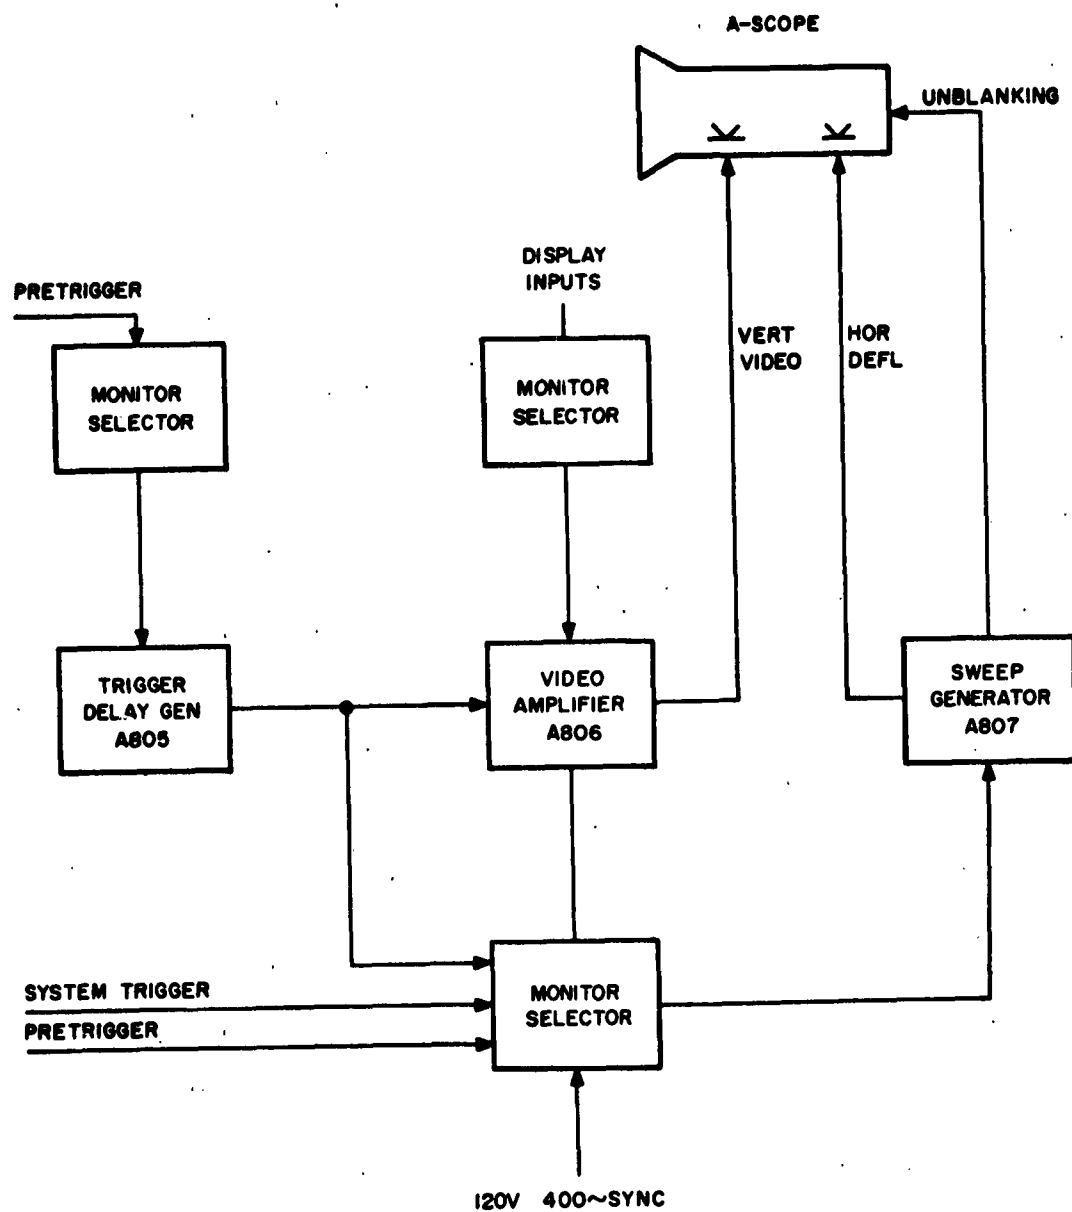 A-SCOPE
UNBLANKING
DISPLAY
INPUTS
PRETRIGGER
VERT
VIDEO
HOR
DEFL
MONITOR
SELECTOR
MONITOR
SELECTOR
TRIGGER
DELAY GEN
A805
VIDEO
AMPLIFIER
A806
SWEEP
GENERATOR
A807
SYSTEM TRIGGER
PRETRIGGER
MONITOR
SELECTOR
120V 400~SYNC